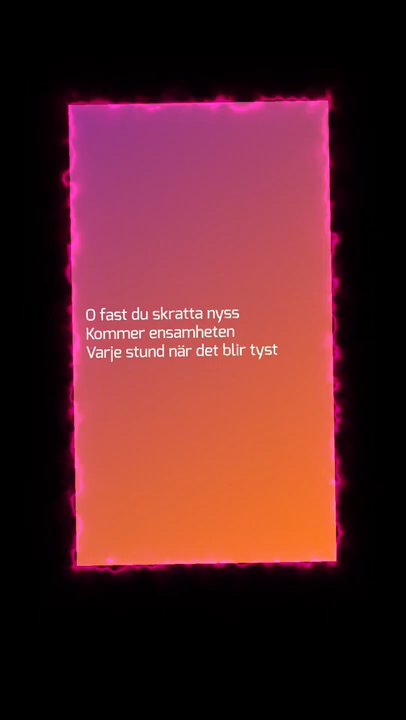 O fast du skratta nyss
Kommer ensamheten
Varje stund när det blir tyst